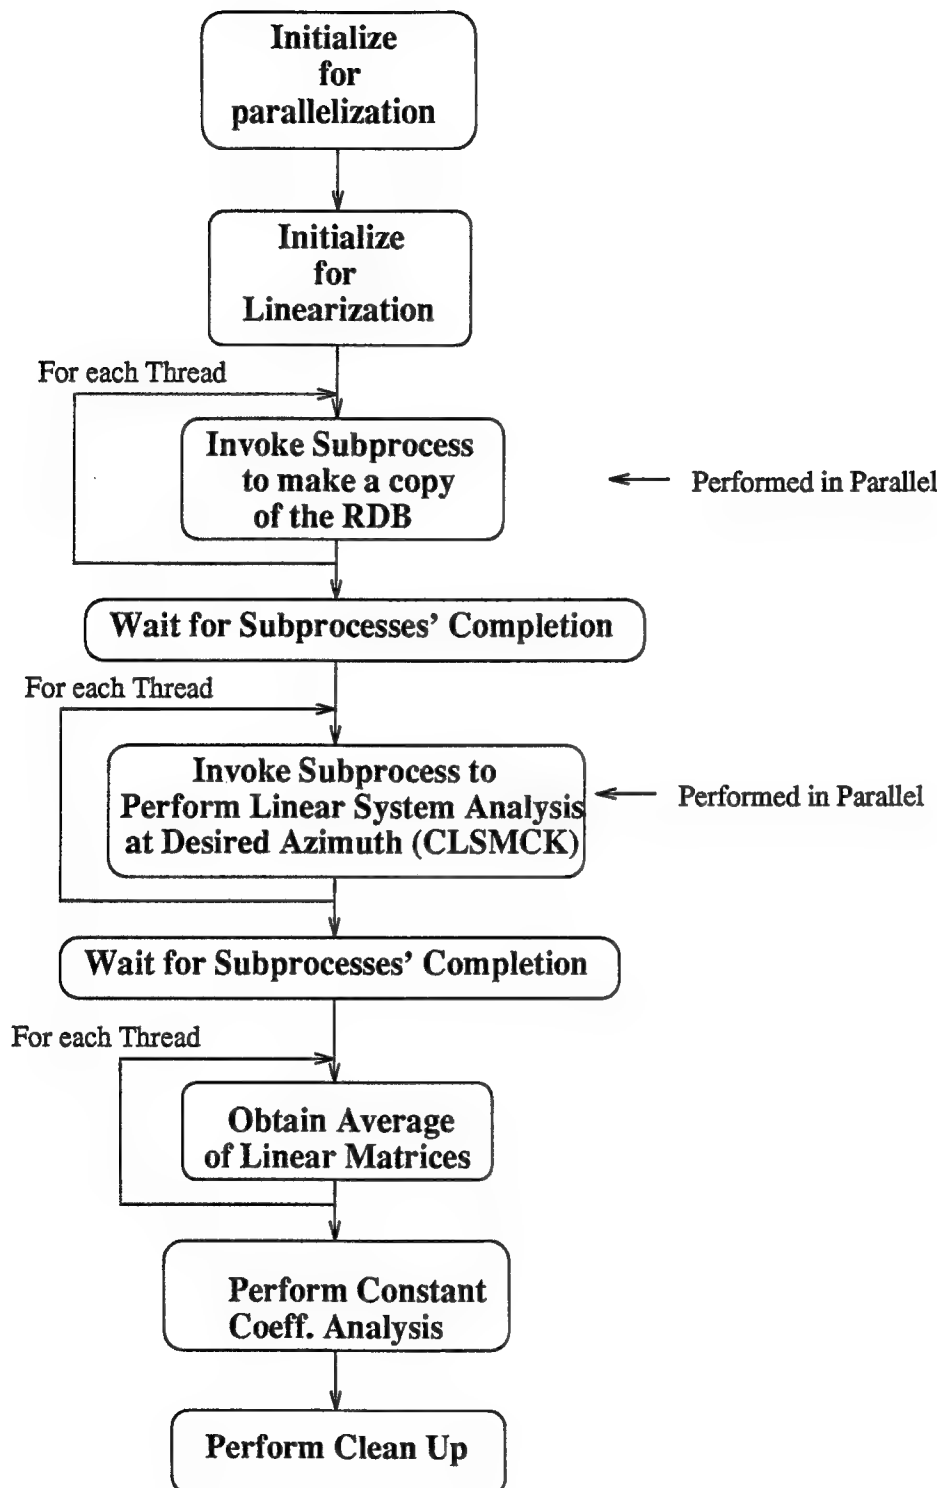 Initialize
for
parallelization
Initialize
for
Linearization
For each Thread
Invoke Subprocess
to make a copy
of the RDB
Performed in Parallel
Wait for Subprocesses' Completion
For each Thread
Invoke Subprocess to
Perform Linear System Analysis
at Desired Azimuth (CLSMCK)
Performed in Parallel
Wait for Subprocesses' Completion
For each Thread
Obtain Average
of Linear Matrices
Perform Constant
Coeff. Analysis
Perform Clean Up